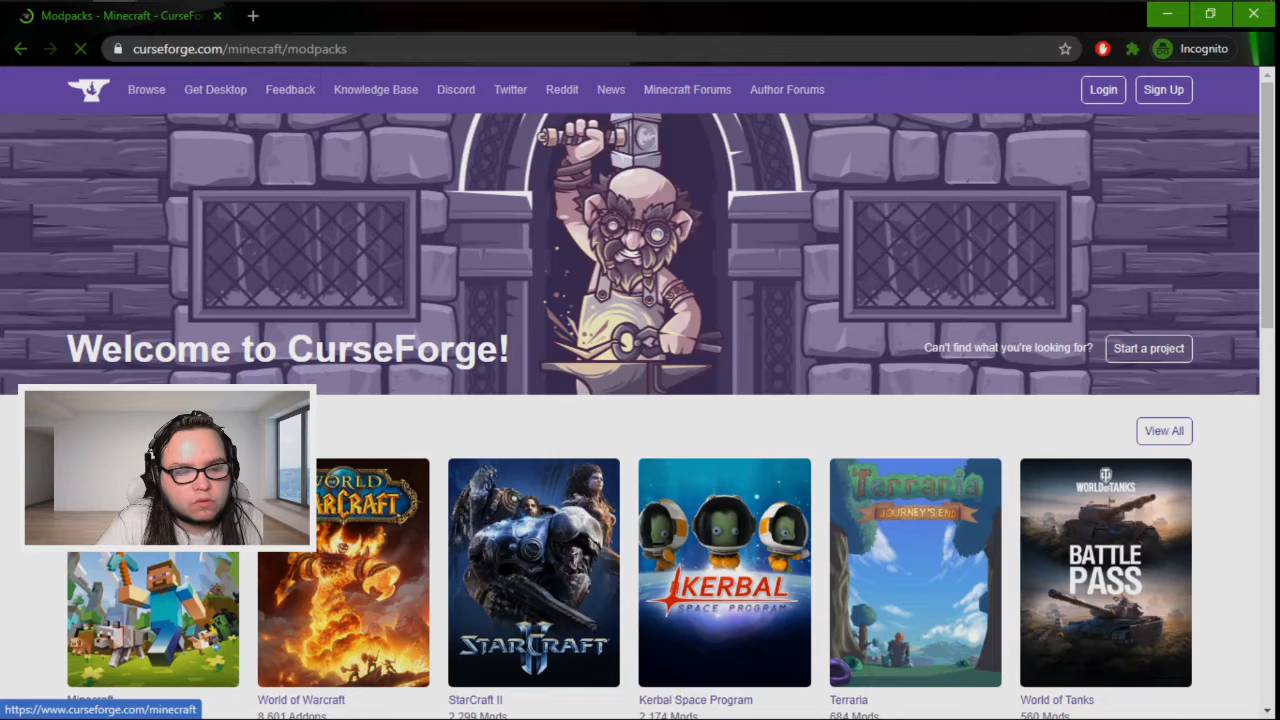 Modpacks - Minecraft - CurseFo
curseforge.com/minecraft/modpacks
Incognito
Browse
Get Desktop
Feedback
Knowledge Base
Discord
Twitter
Reddit
News
Minecraft Forums
Author Forums
Login
Sign Up
Welcome to CurseForge!
Can't find what you're looking for?
Start a project
View All
WORLD
WARCRAFT
STARCRAFT
II
KERBAL
SPACE PROGRAM
Terraria
JOURNEY'S END
WORLD OF TANKS
BATTLE
PASS
Minecraft
World of Warcraft
StarCraft II
Kerbal Space Program
Terraria
World of Tanks
8,601 Addons
2,299 Mods
2,174 Mods
684 Mods
560 Mods
https://www.curseforge.com/minecraft